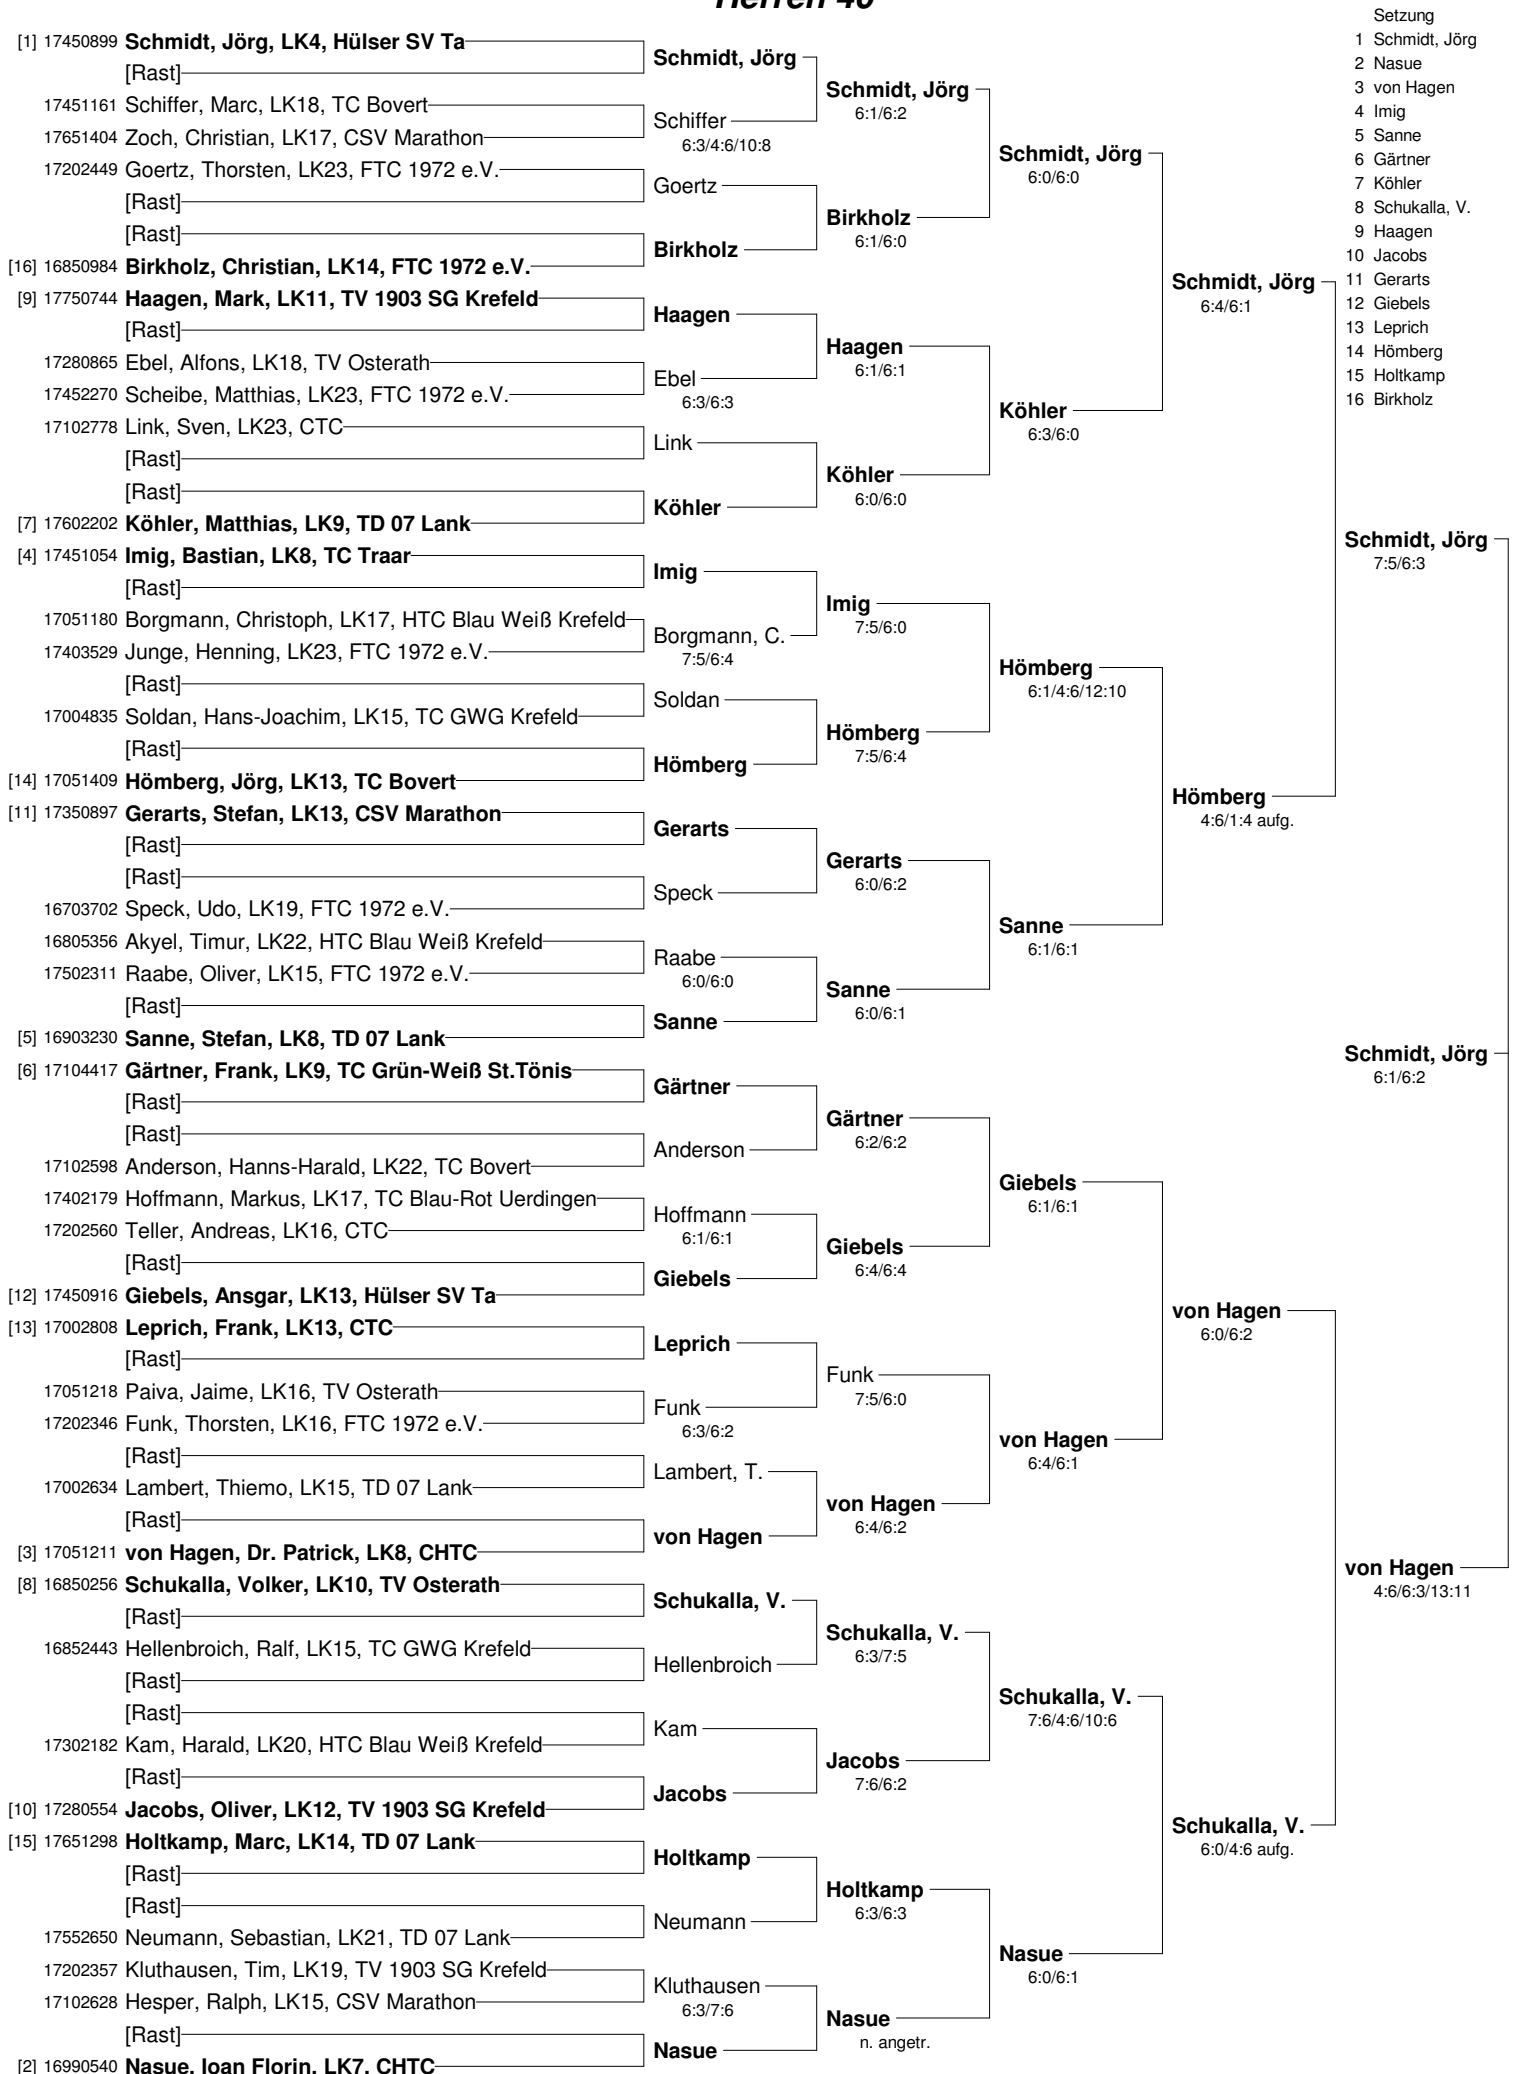 Herren 40
Setzung
1 Schmidt, Jörg
2 Nasue
3 von Hagen
4 Imig
5 Sanne
6 Gärtner
7 Köhler
8 Schukalla, V.
9 Haagen
10 Jacobs
11 Gerarts
12 Giebels
13 Leprich
14 Hömberg
15 Holtkamp
16 Birkholz
[1] 17450899 Schmidt, Jörg, LK4, Hülser SV Ta
[Rast]
17451161 Schiffer, Marc, LK18, TC Bovert
17651404 Zoch, Christian, LK17, CSV Marathon
17202449 Goertz, Thorsten, LK23, FTC 1972 e.V.
[Rast]
[Rast]
[16] 16850984 Birkholz, Christian, LK14, FTC 1972 e.V.
[9] 17750744 Haagen, Mark, LK11, TV 1903 SG Krefeld
[Rast]
17280865 Ebel, Alfons, LK18, TV Osterath
17452270 Scheibe, Matthias, LK23, FTC 1972 e.V.
17102778 Link, Sven, LK23, CTC
[Rast]
[Rast]
[7] 17602202 Köhler, Matthias, LK9, TD 07 Lank
[4] 17451054 Imig, Bastian, LK8, TC Traar
[Rast]
17051180 Borgmann, Christoph, LK17, HTC Blau Weiß Krefeld
17403529 Junge, Henning, LK23, FTC 1972 e.V.
[Rast]
17004835 Soldan, Hans-Joachim, LK15, TC GWG Krefeld
[Rast]
[14] 17051409 Hömberg, Jörg, LK13, TC Bovert
[11] 17350897 Gerarts, Stefan, LK13, CSV Marathon
[Rast]
[Rast]
16703702 Speck, Udo, LK19, FTC 1972 e.V.
16805356 Akyel, Timur, LK22, HTC Blau Weiß Krefeld
17502311 Raabe, Oliver, LK15, FTC 1972 e.V.
[Rast]
[5] 16903230 Sanne, Stefan, LK8, TD 07 Lank
[6] 17104417 Gärtner, Frank, LK9, TC Grün-Weiß St.Tönis
[Rast]
[Rast]
17102598 Anderson, Hanns-Harald, LK22, TC Bovert
17402179 Hoffmann, Markus, LK17, TC Blau-Rot Uerdingen
17202560 Teller, Andreas, LK16, CTC
[Rast]
[12] 17450916 Giebels, Ansgar, LK13, Hülser SV Ta
[13] 17002808 Leprich, Frank, LK13, CTC
[Rast]
17051218 Paiva, Jaime, LK16, TV Osterath
17202346 Funk, Thorsten, LK16, FTC 1972 e.V.
[Rast]
17002634 Lambert, Thiemo, LK15, TD 07 Lank
[Rast]
[3] 17051211 von Hagen, Dr. Patrick, LK8, CHTC
[8] 16850256 Schukalla, Volker, LK10, TV Osterath
[Rast]
16852443 Hellenbroich, Ralf, LK15, TC GWG Krefeld
[Rast]
[Rast]
17302182 Kam, Harald, LK20, HTC Blau Weiß Krefeld
[Rast]
[10] 17280554 Jacobs, Oliver, LK12, TV 1903 SG Krefeld
[15] 17651298 Holtkamp, Marc, LK14, TD 07 Lank
[Rast]
[Rast]
17552650 Neumann, Sebastian, LK21, TD 07 Lank
17202357 Kluthausen, Tim, LK19, TV 1903 SG Krefeld
17102628 Hesper, Ralph, LK15, CSV Marathon
[Rast]
[2] 16990540 Nasue, Ioan Florin, LK7, CHTC
Schmidt, Jörg
Schiffer
6:3/4:6/10:8
Goertz
Birkholz
Haagen
Ebel
6:3/6:3
Link
Köhler
Imig
Borgmann, C.
7:5/6:4
Soldan
Hömberg
Gerarts
Speck
Raabe
6:0/6:0
Sanne
Gärtner
Anderson
Hoffmann
6:1/6:1
Giebels
Leprich
Funk
6:3/6:2
Lambert, T.
von Hagen
Schukalla, V.
Hellenbroich
Kam
Jacobs
Holtkamp
Neumann
Kluthausen
6:3/7:6
Nasue
Schmidt, Jörg
6:1/6:2
Birkholz
6:1/6:0
Haagen
6:1/6:1
Köhler
6:0/6:0
Imig
7:5/6:0
Hömberg
7:5/6:4
Gerarts
6:0/6:2
Sanne
6:0/6:1
Gärtner
6:2/6:2
Giebels
6:4/6:4
Funk
7:5/6:0
von Hagen
6:4/6:2
Schukalla, V.
6:3/7:5
Jacobs
7:6/6:2
Holtkamp
6:3/6:3
Nasue
n. angetr.
Schmidt, Jörg
6:0/6:0
Köhler
6:3/6:0
Hömberg
6:1/4:6/12:10
Sanne
6:1/6:1
Giebels
6:1/6:1
von Hagen
6:4/6:1
Schukalla, V.
7:6/4:6/10:6
Nasue
6:0/6:1
Schmidt, Jörg
6:4/6:1
Hömberg
4:6/1:4 aufg.
von Hagen
6:0/6:2
Schukalla, V.
6:0/4:6 aufg.
Schmidt, Jörg
7:5/6:3
von Hagen
4:6/6:3/13:11
Schmidt, Jörg
6:1/6:2